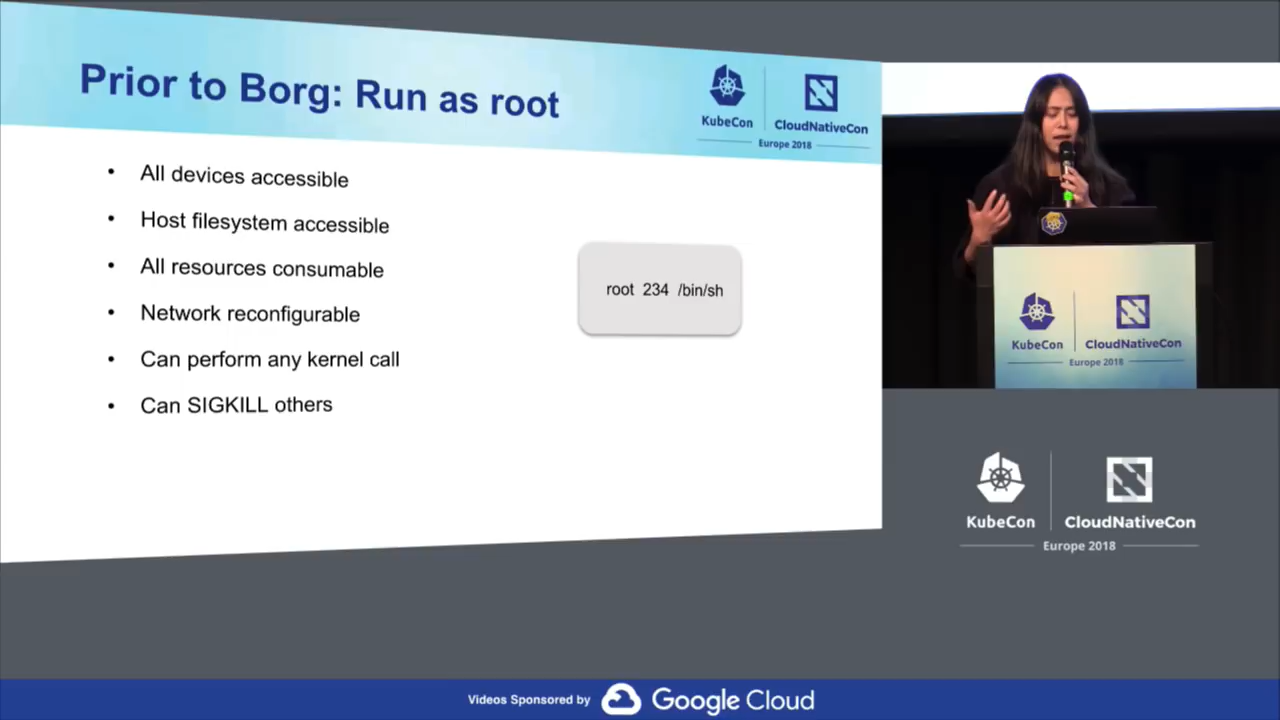 Prior to Borg: Run as root
KubeCon
CloudNativeCon
Europe 2018
All devices accessible
Host filesystem accessible
All resources consumable
Network reconfigurable
Can perform any kernel call
Can SIGKILL others
root 234 /bin/sh
KubeCon
CloudNativeCon
Europe 2018
KubeCon
CloudNativeCon
Europe 2018
Videos Sponsored by Google Cloud